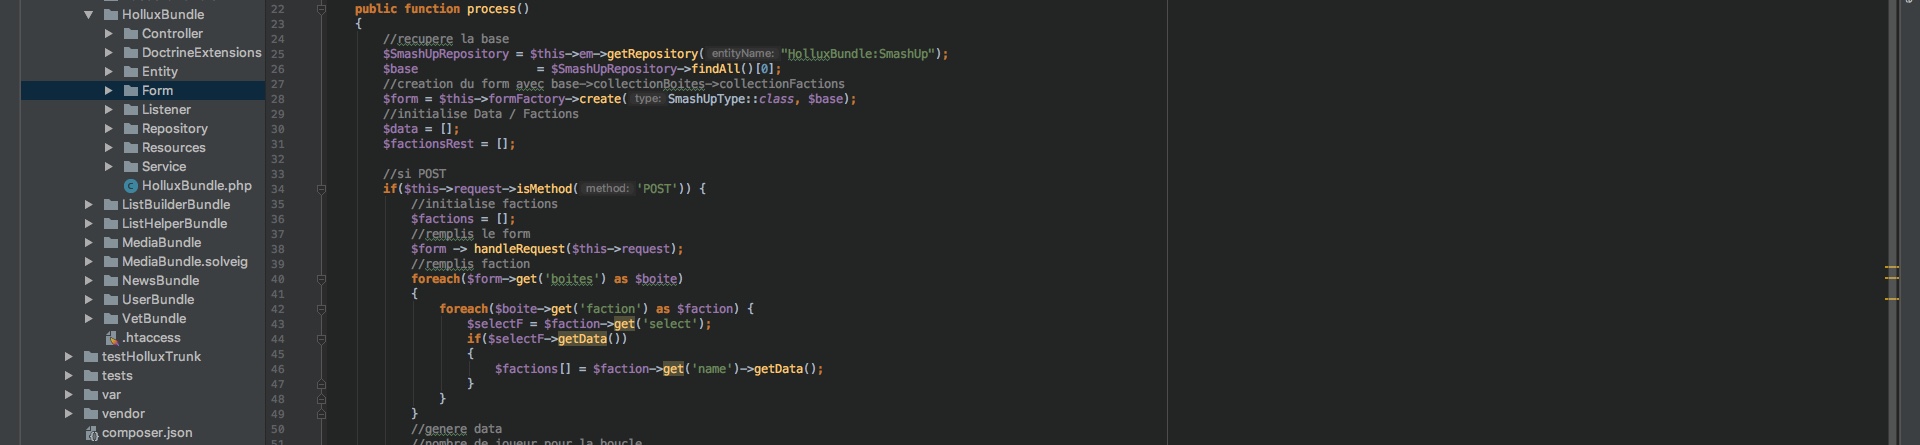 HolluxBundle
Controller
DoctrineExtensions
Entity
Form
Listener
Repository
Resources
Service
HolluxBundle.php
ListBuilderBundle
ListHelperBundle
MediaBundle
MediaBundle.solveig
NewsBundle
UserBundle
VetBundle
.htaccess
testHolluxTrunk
tests
var
vendor
composer.json
22 public function process()
23 {
24 //recupere la base
25 $SmashUpRepository = $this->em->getRepository( entityName: "HolluxBundle:SmashUp");
26 $base = $SmashUpRepository->findAll()[0];
27 //creation du form avec base->collectionBoites->collectionFactions
28 $form = $this->formFactory->create( type: SmashUpType::class, $base);
29 //initialise Data / Factions
30 $data = [];
31 $factionsRest = [];
32
33 //si POST
34 if($this->request->isMethod( method: 'POST')) {
35 //initialise factions
36 $factions = [];
37 //remplis le form
38 $form -> handleRequest($this->request);
39 //remplis faction
40 foreach($form->get('boites') as $boite)
41 {
42 foreach($boite->get('faction') as $faction) {
43 $selectF = $faction->get('select');
44 if($selectF->getData())
45 {
46 $factions[] = $faction->get('name')->getData();
47 }
48 }
49 }
50 //genere data
51 //nombre de joueur pour la boucle